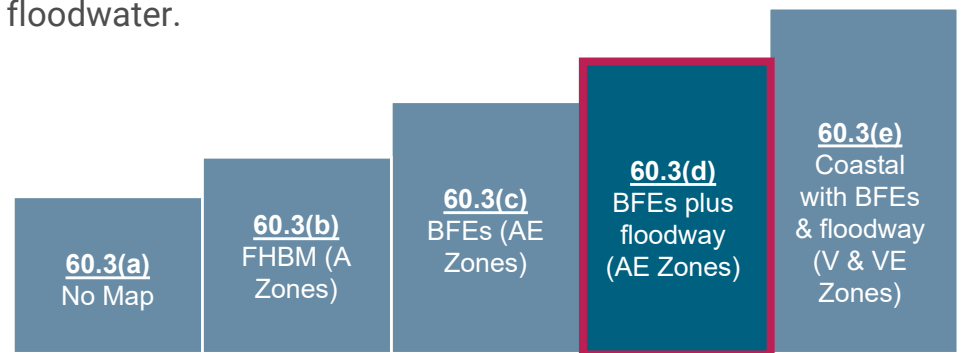 floodwater.
60.3(a)
No Map
60.3(b)
FHBM (A
Zones)
60.3(c)
BFEs (AE
Zones)
60.3(d)
BFEs plus
floodway
(AE Zones)
60.3(e)
Coastal
with BFEs
& floodway
(V & VE
Zones)